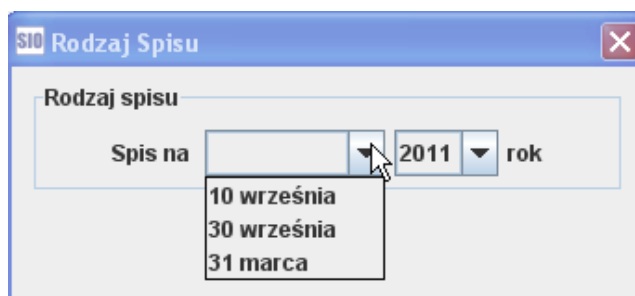 SIO Rodzaj Spisu
Rodzaj spisu
Spis na 2011 rok
10 września
30 września
31 marca